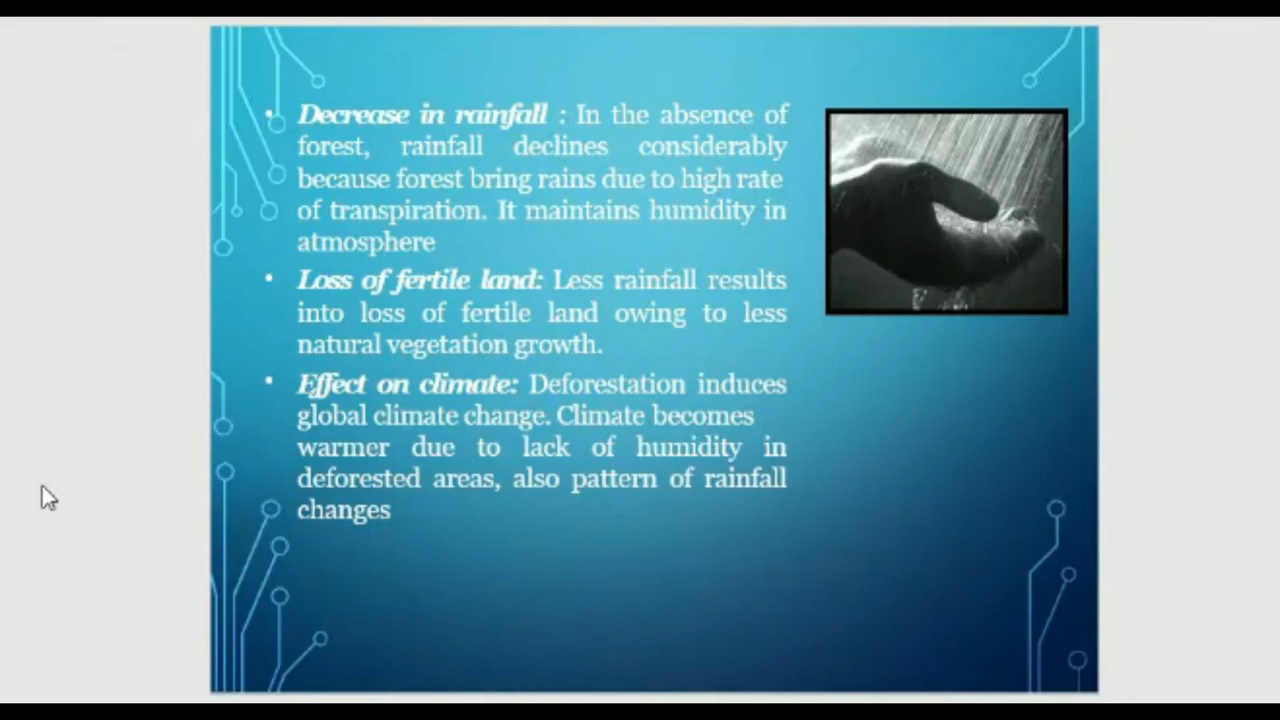 • Decrease in rainfall : In the absence of
forest, rainfall declines considerably
because forest bring rains due to high rate
of transpiration. It maintains humidity in
atmosphere
• Loss of fertile land: Less rainfall results
into loss of fertile land owing to less
natural vegetation growth.
• Effect on climate: Deforestation induces
global climate change. Climate becomes
warmer due to lack of humidity in
deforested areas, also pattern of rainfall
changes